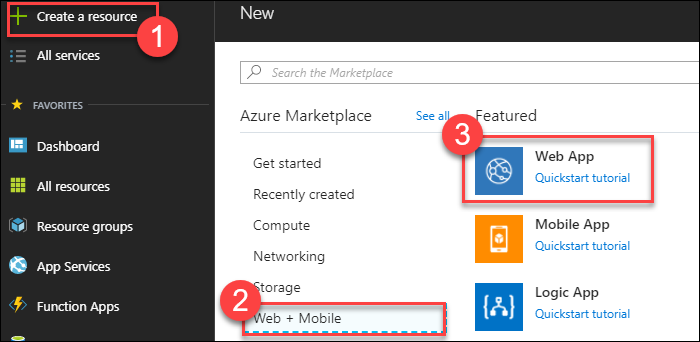 Create a resource
1
All services
FAVORITES
Dashboard
All resources
Resource groups
App Services
Function Apps
New
Search the Marketplace
Azure Marketplace
See all
Get started
Recently created
Compute
Networking
Storage
2
Web + Mobile
Featured
3
Web App
Quickstart tutorial
Mobile App
Quickstart tutorial
Logic App
Quickstart tutorial